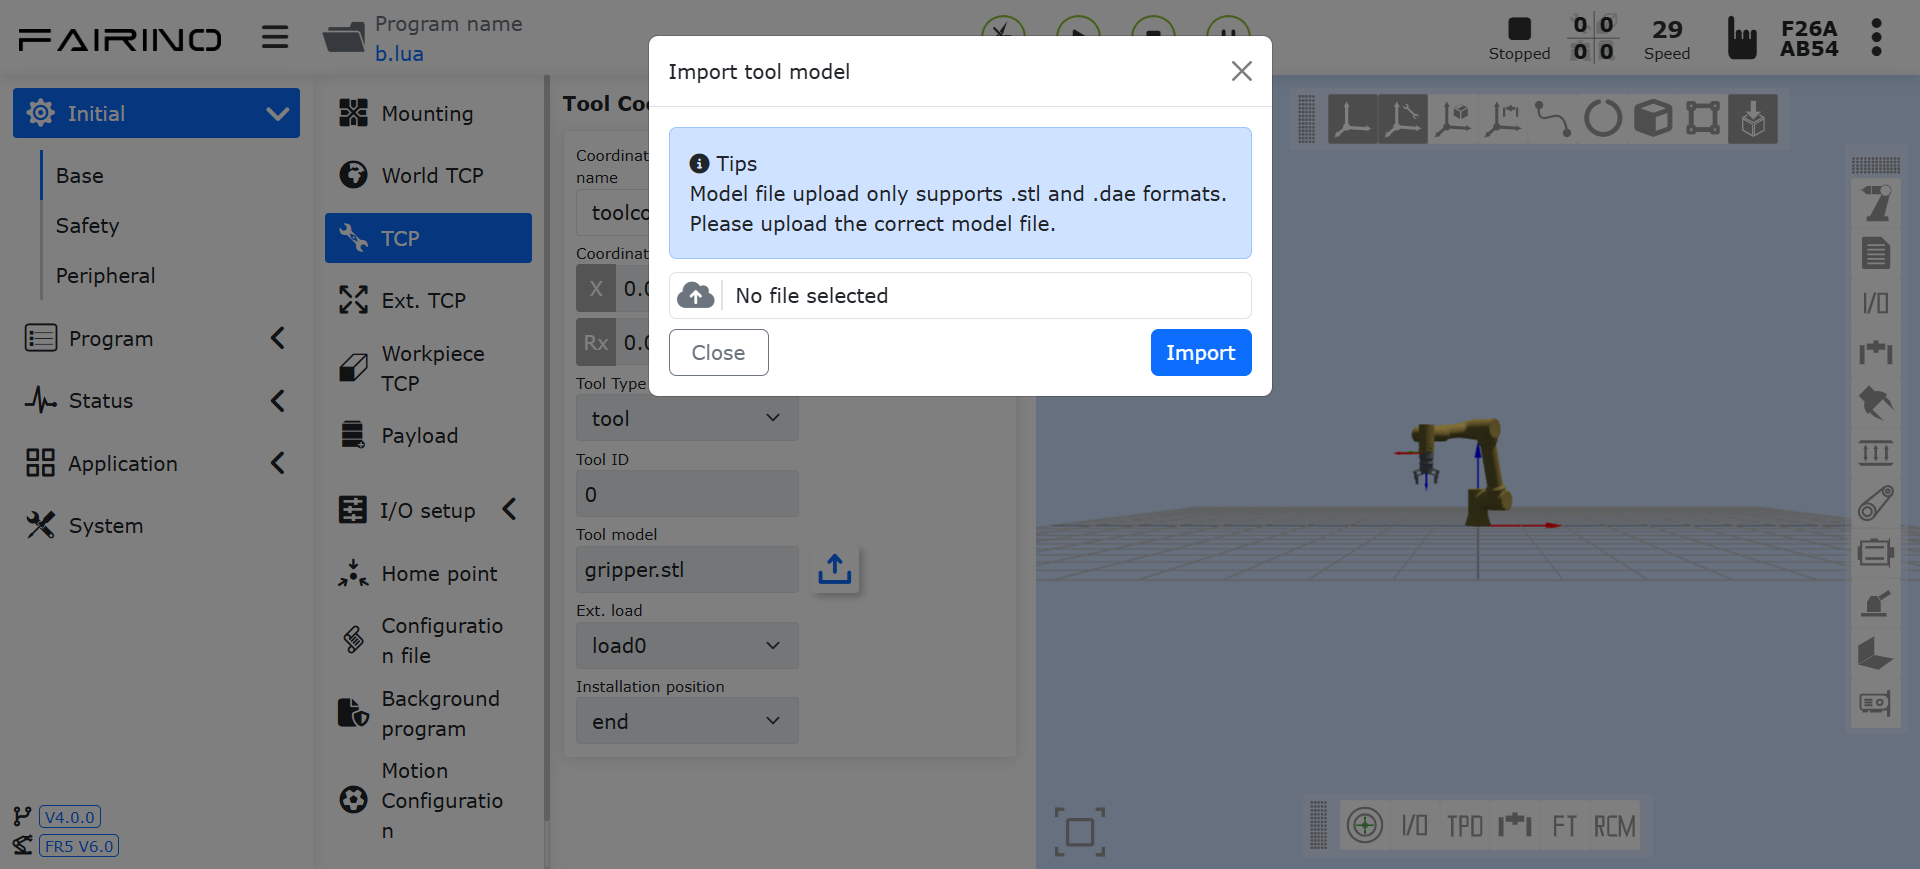 FAIRINO
Program name
b.lua
Stopped
0 0
0 0
29
Speed
F26A
AB54
Initial
Base
Safety
Peripheral
Program
Status
Application
System
V4.0.0
FR5 V6.0
Mounting
World TCP
TCP
Ext. TCP
Workpiece
TCP
Payload
I/O setup
Home point
Configuratio
n file
Background
program
Motion
Configuratio
n
Tool Co
Coordinat
name
toolco
Coordinat
X 0.0
Rx 0.0
Tool Type
tool
Tool ID
0
Tool model
gripper.stl
Ext. load
load0
Installation position
end
Import tool model
Tips
Model file upload only supports .stl and .dae formats.
Please upload the correct model file.
No file selected
Close
Import
I/O
I/O
TPD
FT
RCM